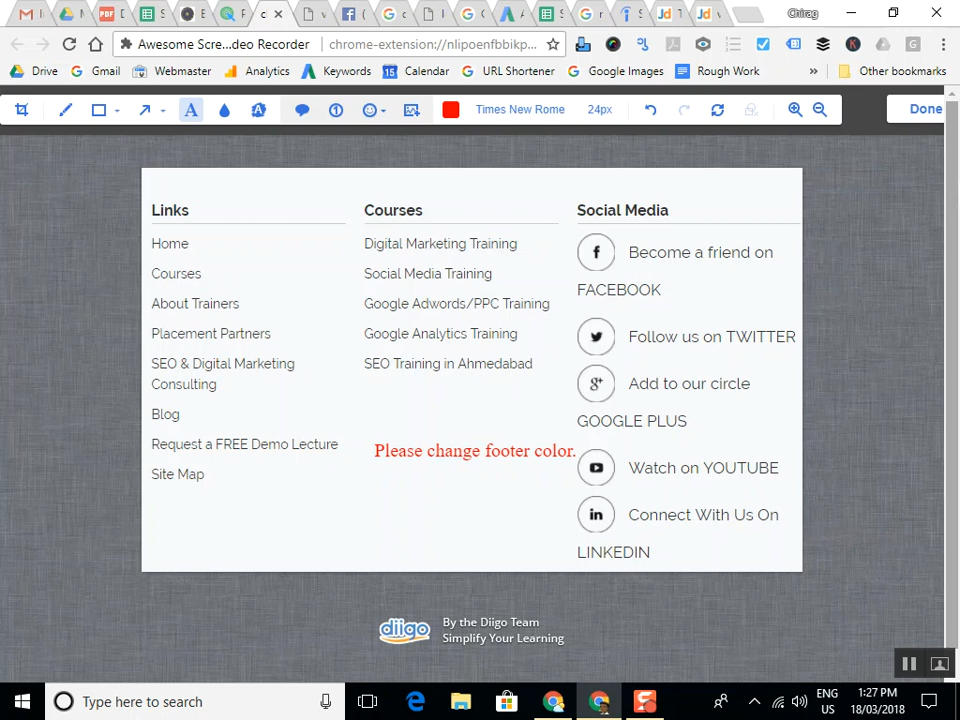 Chirag
Awesome Scre...deo Recorder
chrome-extension://nlipoenfbbikp...
Drive
Gmail
Webmaster
Analytics
Keywords
15 Calendar
URL Shortener
Google Images
Rough Work
»
Other bookmarks
A
Times New Rome
24px
Done
Links
Home
Courses
About Trainers
Placement Partners
SEO & Digital Marketing
Consulting
Blog
Request a FREE Demo Lecture
Site Map
Courses
Digital Marketing Training
Social Media Training
Google Adwords/PPC Training
Google Analytics Training
SEO Training in Ahmedabad
Please change footer color.
Social Media
Become a friend on
FACEBOOK
Follow us on TWITTER
Add to our circle
GOOGLE PLUS
Watch on YOUTUBE
Connect With Us On
LINKEDIN
diigo
By the Diigo Team
Simplify Your Learning
Type here to search
ENG
US
1:27 PM
18/03/2018